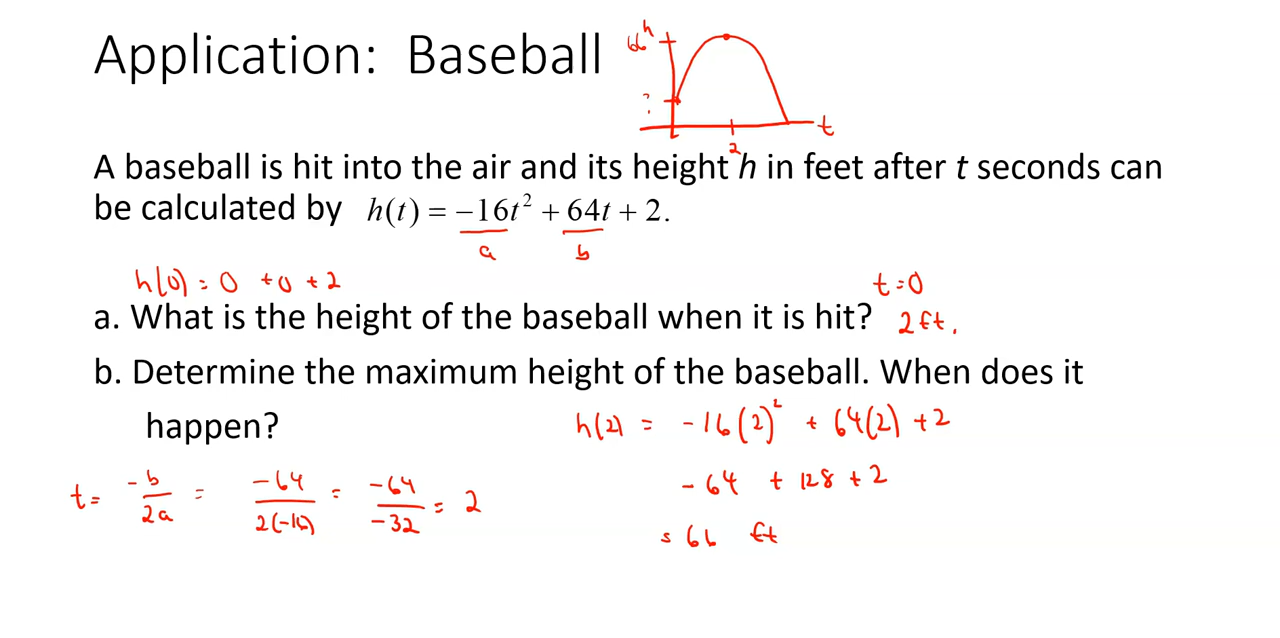 Application: Baseball
h
66
?
2
t
A baseball is hit into the air and its height h in feet after t seconds can
be calculated by h(t) = −16t² + 64t + 2.
a b
h(0) = 0 + 0 + 2
t = 0
a. What is the height of the baseball when it is hit? 2 ft.
b. Determine the maximum height of the baseball. When does it
happen?
h(2) = -16(2)² + 64(2) + 2
- 64 + 128 + 2
= 66 ft
t = -b/2a = -64/2(-16) = -64/-32 = 2